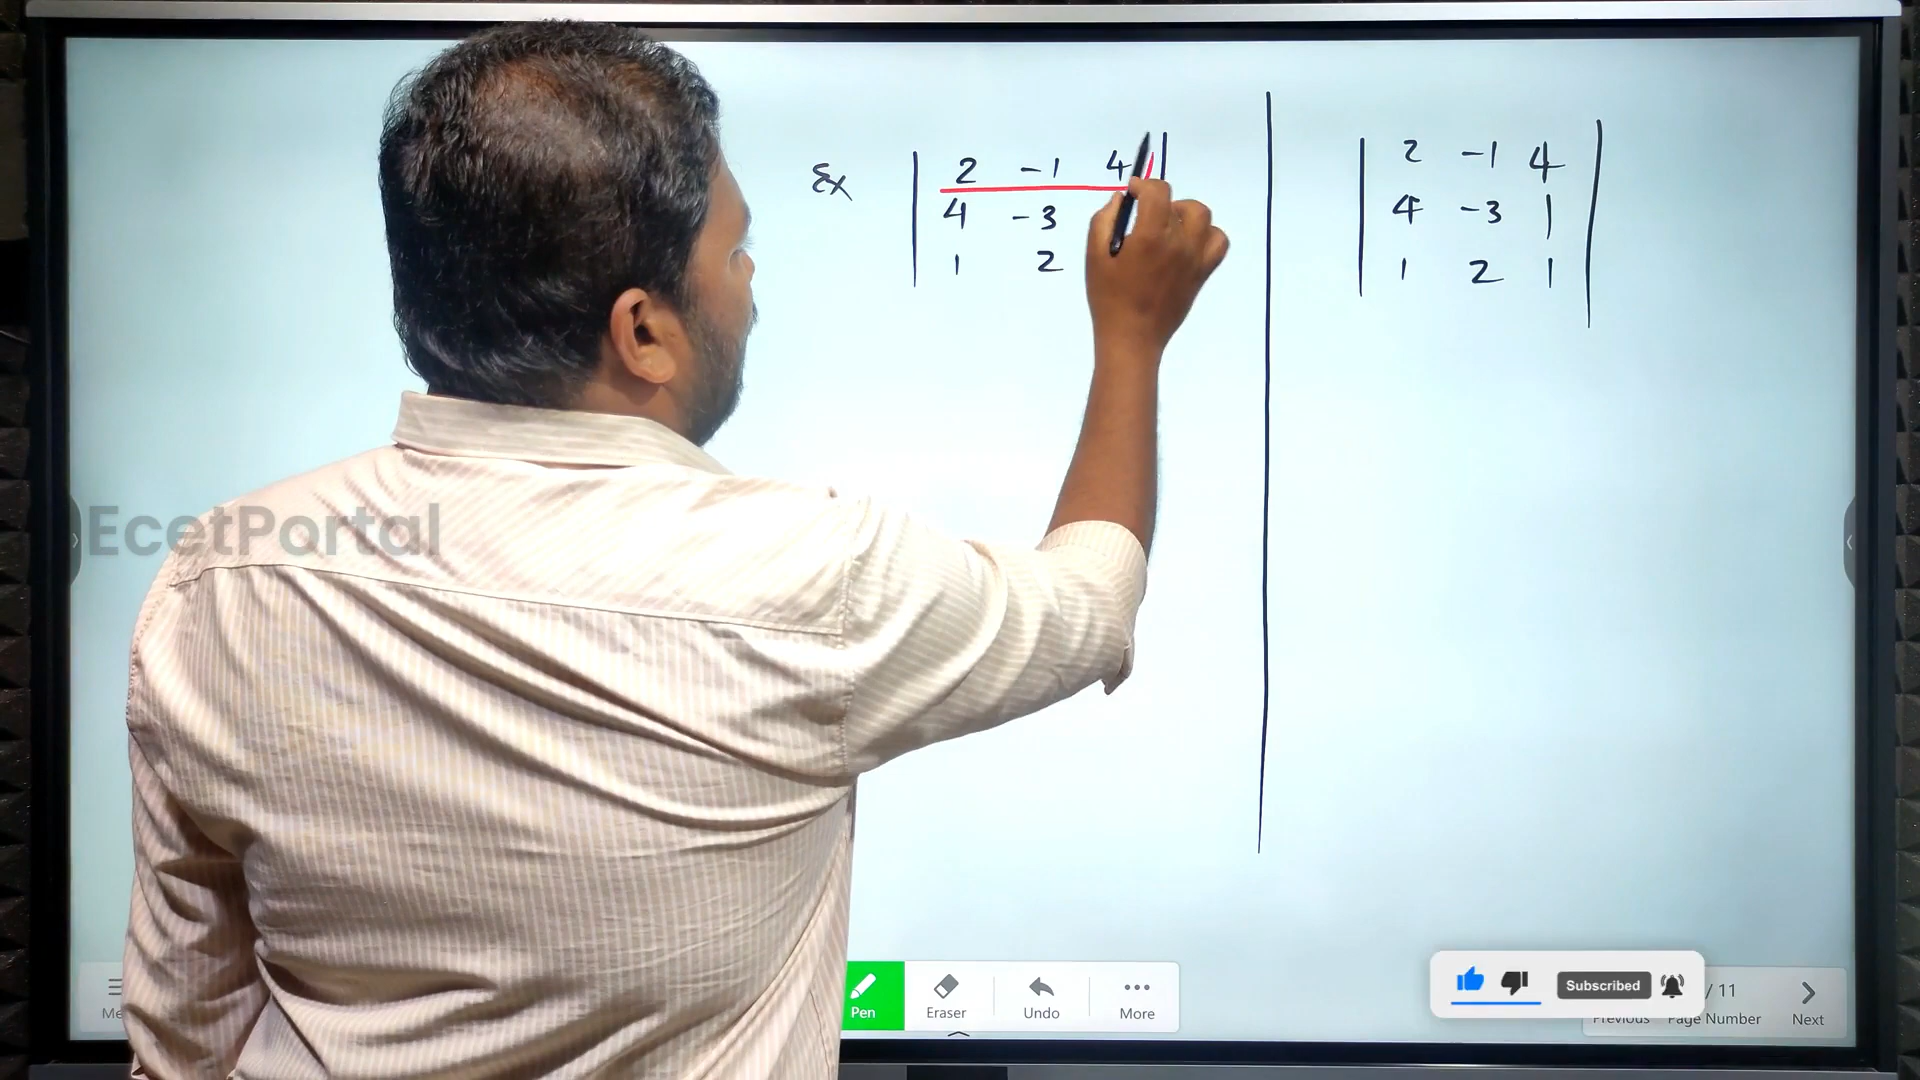 Ex
2 -1 4
4 -3
1 2
2 -1 4
4 -3 1
1 2 1
EcetPortal
Pen
Eraser
Undo
More
Subscribed
/ 11
Previous
Page Number
Next